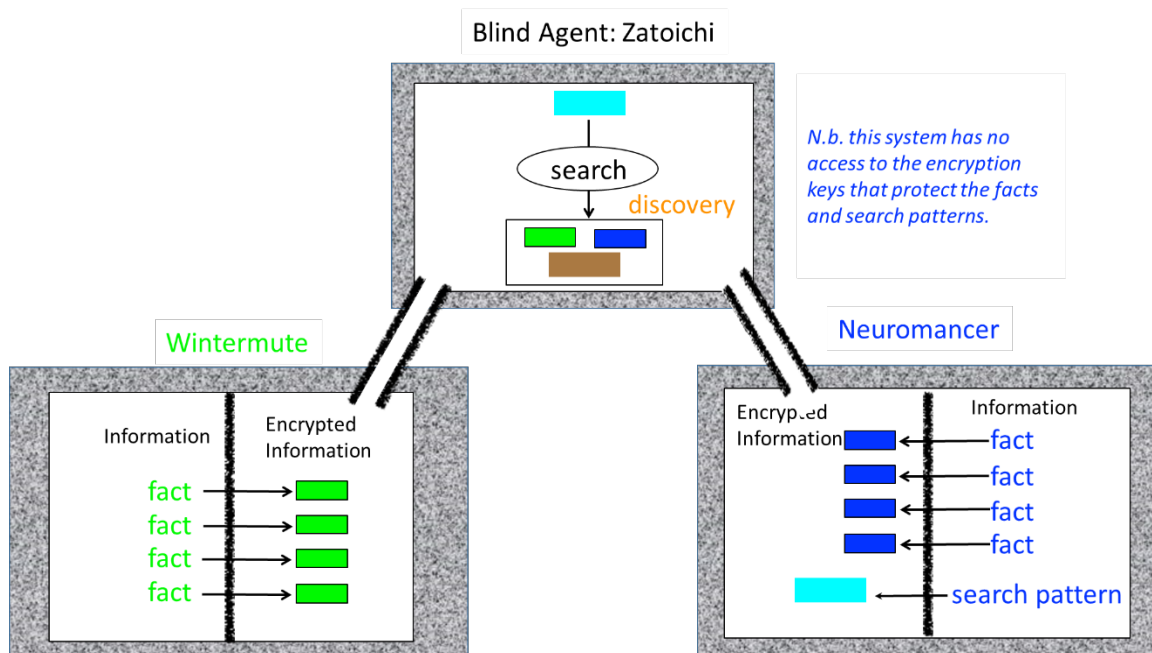 Blind Agent: Zatoichi
search
discovery
N.b. this system has no
access to the encryption
keys that protect the facts
and search patterns.
Wintermute
Information
Encrypted
Information
fact
fact
fact
fact
Neuromancer
Encrypted
Information
Information
fact
fact
fact
fact
search pattern